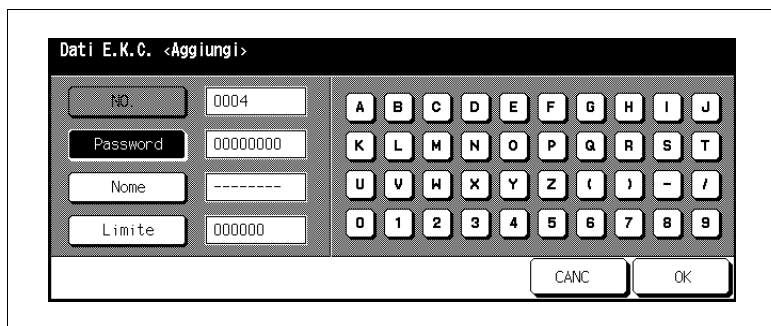 Dati E.K.C. <Aggiungi>
NO. 0004 A B C D E F G H I J
Password 00000000 K L M N O P Q R S T
Nome -------- U V W X Y Z ( ) - /
Limite 000000 0 1 2 3 4 5 6 7 8 9
CANC OK